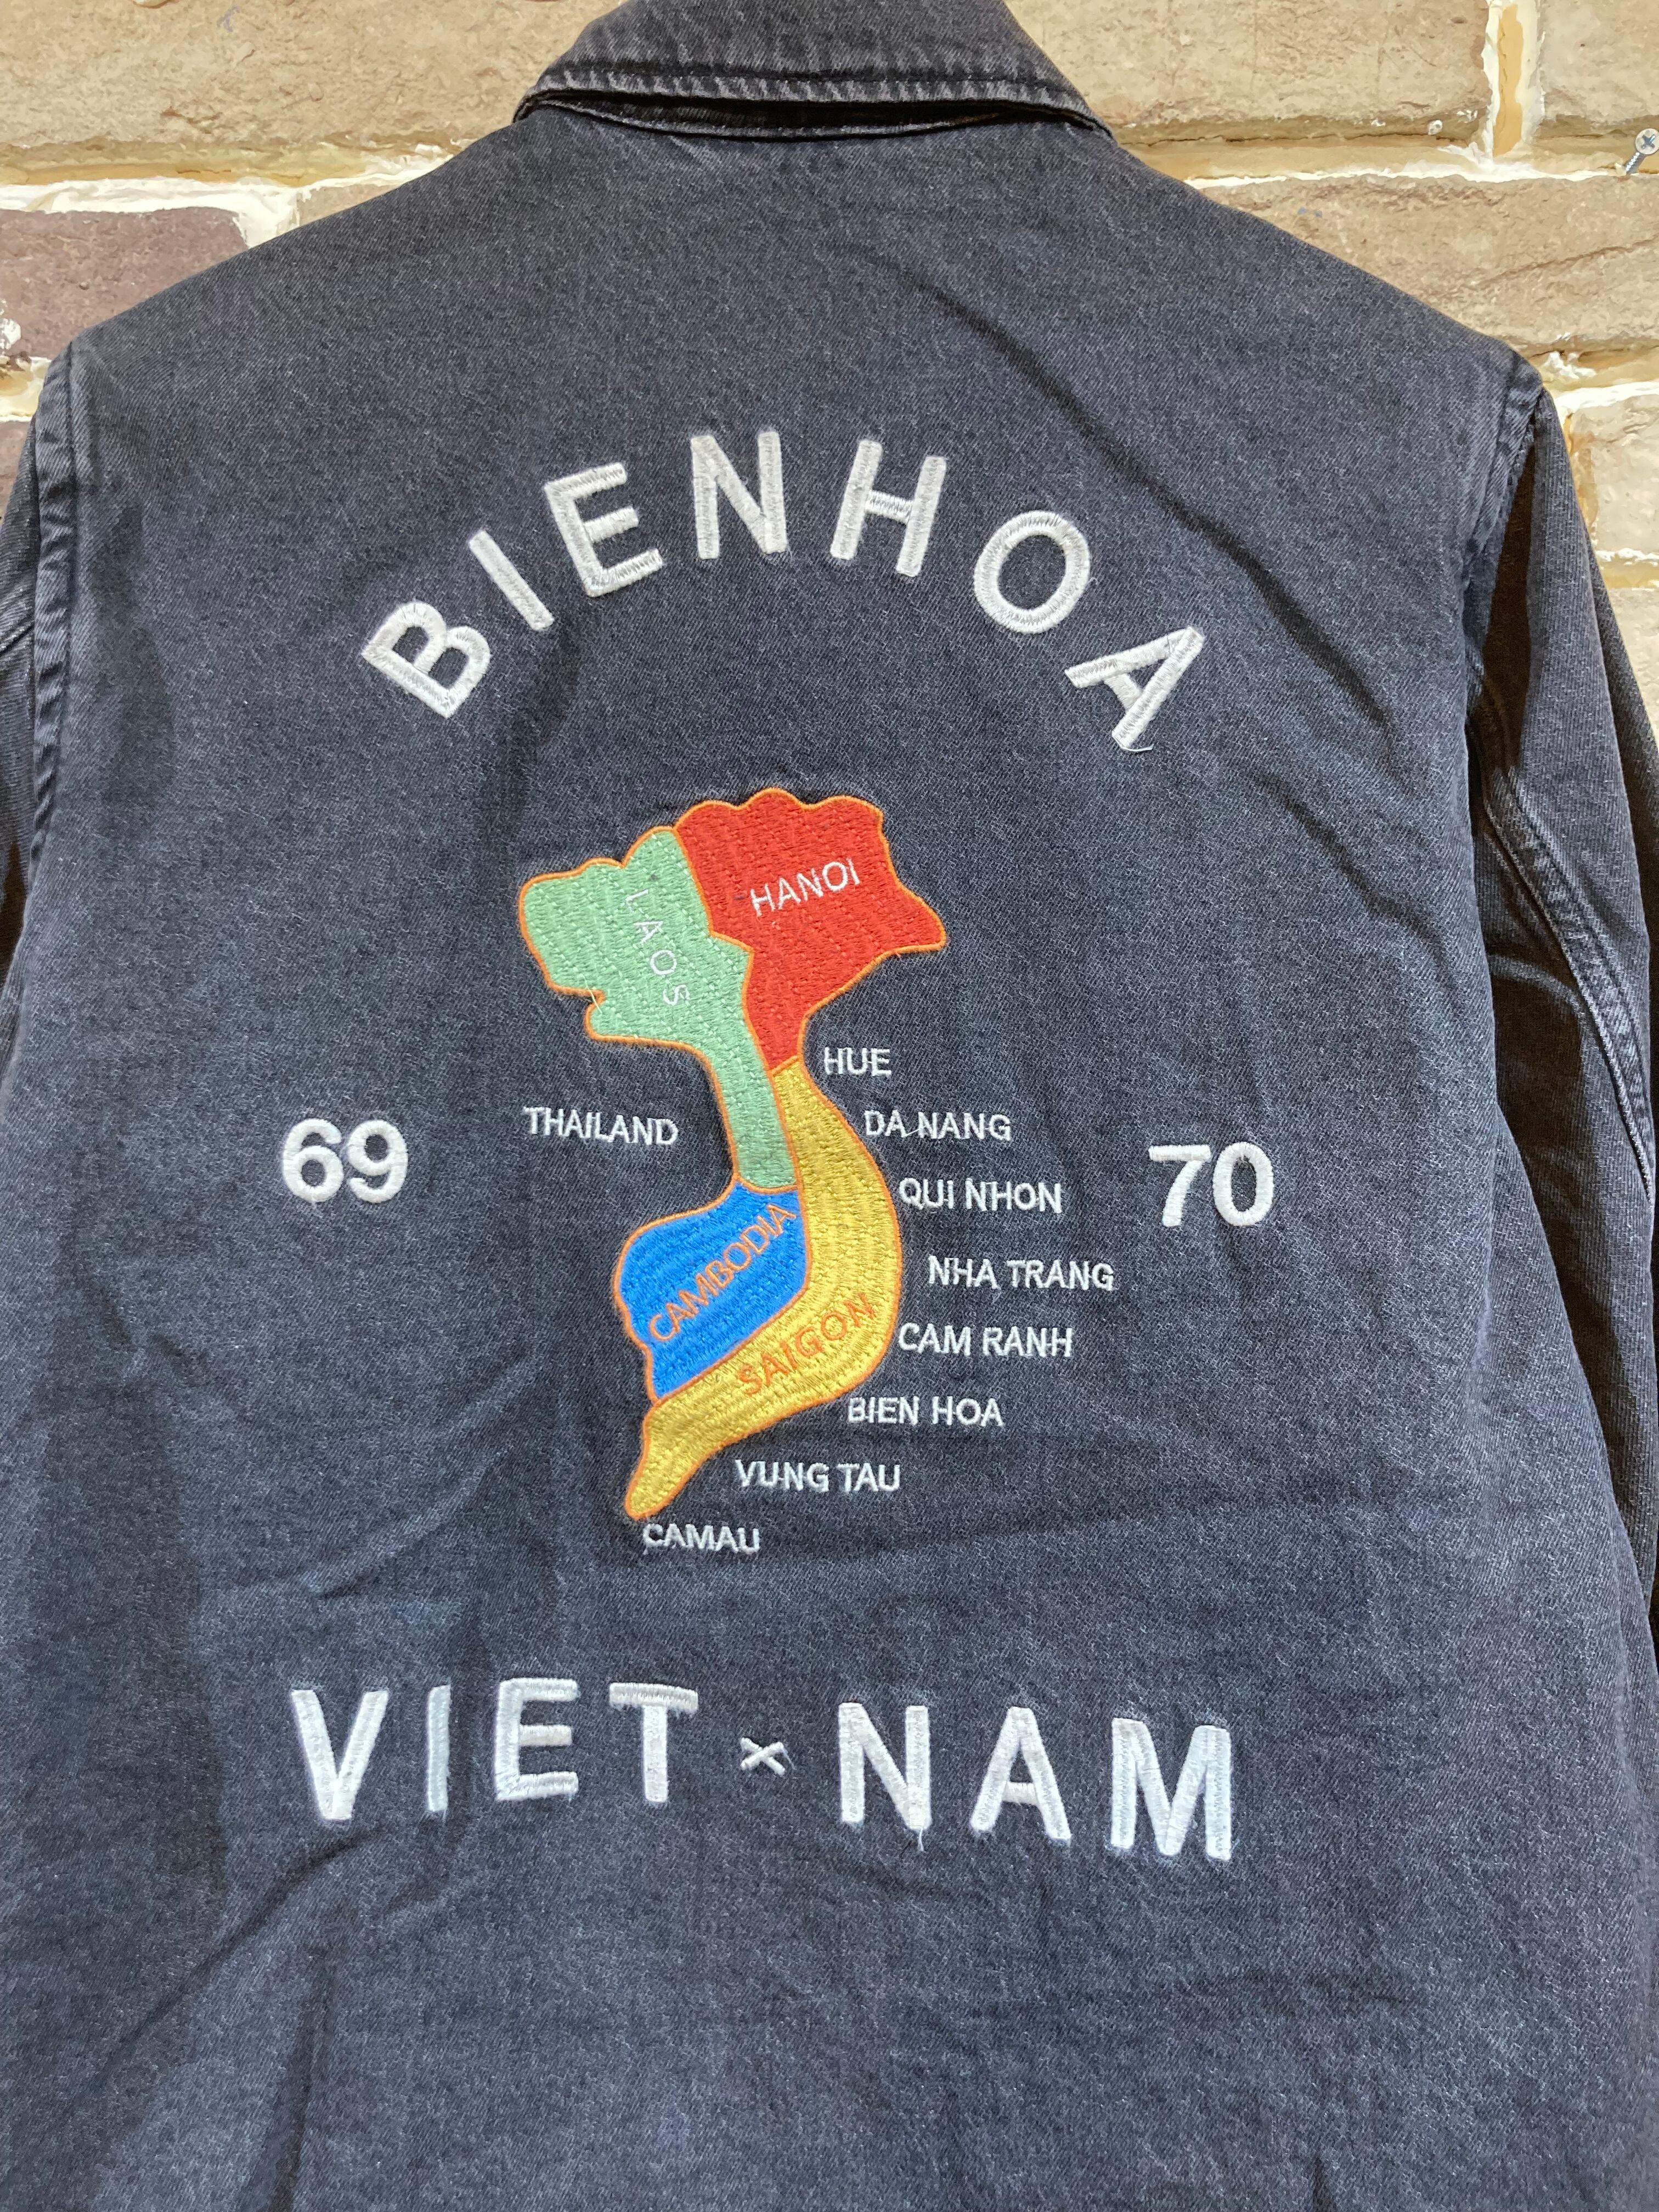 BIENHOA
HANOI
LAOS
HUE
THAILAND
DA NANG
69
70
QUI NHON
CAMBODIA
NHA TRANG
SAIGON
CAM RANH
BIEN HOA
VUNG TAU
CAMAU
VIET × NAM